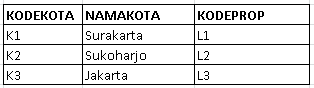 KODEKOTA NAMAKOTA KODEPROP
K1 Surakarta L1
K2 Sukoharjo L2
K3 Jakarta L3